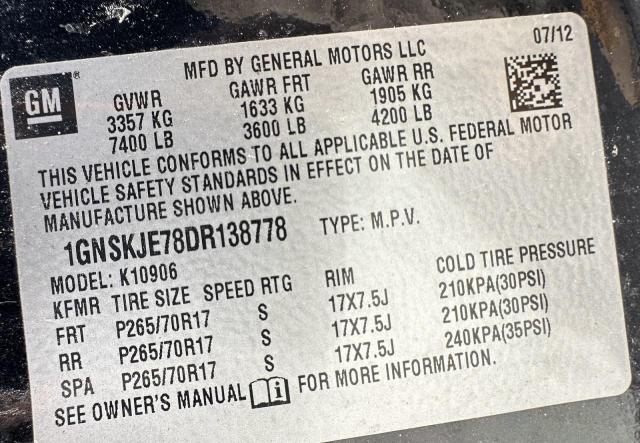 07/12
MFD BY GENERAL MOTORS LLC
GM
GVWR GAWR FRT GAWR RR
3357 KG 1633 KG 1905 KG
7400 LB 3600 LB 4200 LB
THIS VEHICLE CONFORMS TO ALL APPLICABLE U.S. FEDERAL MOTOR
VEHICLE SAFETY STANDARDS IN EFFECT ON THE DATE OF
MANUFACTURE SHOWN ABOVE.
1GNSKJE78DR138778 TYPE: M.P.V.
MODEL: K10906
KFMR TIRE SIZE SPEED RTG RIM COLD TIRE PRESSURE
FRT P265/70R17 S 17X7.5J 210KPA(30PSI)
RR P265/70R17 S 17X7.5J 210KPA(30PSI)
SPA P265/70R17 S 17X7.5J 240KPA(35PSI)
SEE OWNER'S MANUAL i FOR MORE INFORMATION.